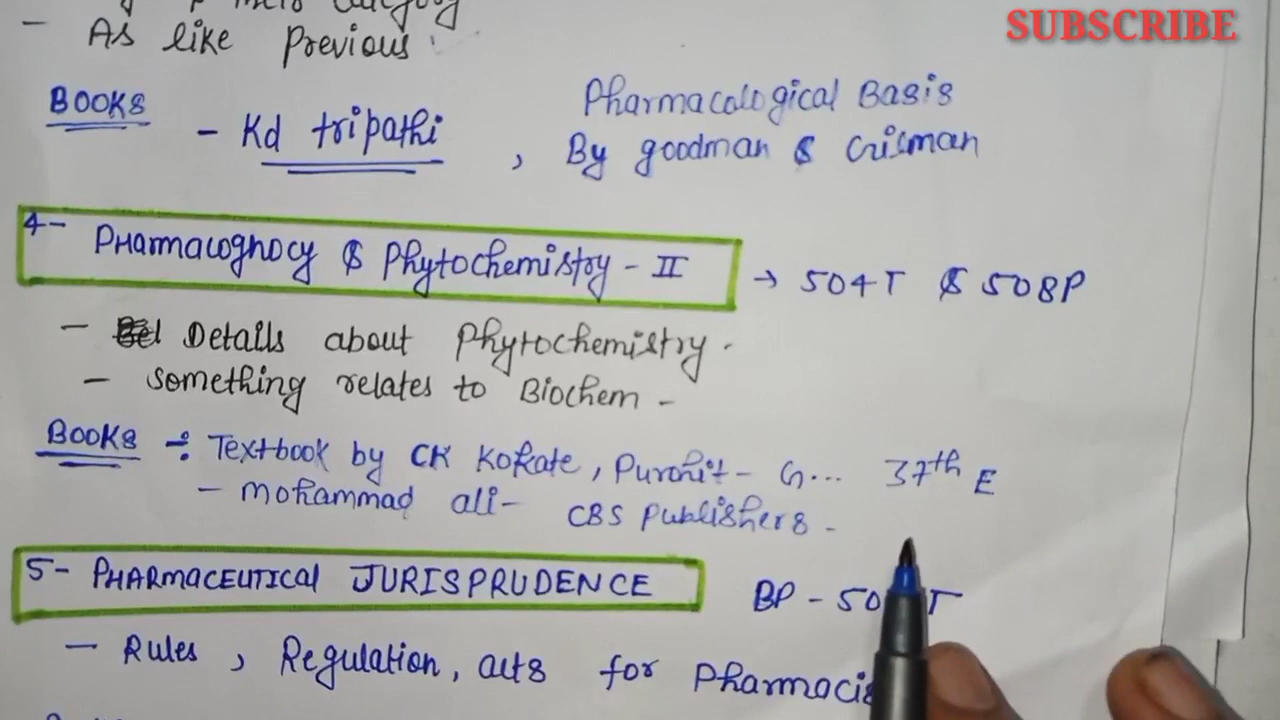 SUBSCRIBE
- As like Previous
BOOKS
- Kd tripathi , Pharmacological Basis
By goodman & Crisman
4- PHarmacognocy & Phytochemistry - II → 504T & 508P
- Details about Phytochemistry.
- something relates to Biochem -
BOOKS ÷ Textbook by CK Kokate, Purohit - G... 37th E
- mohammad ali - CBS Publishers -
5- PHARMACEUTICAL JURISPRUDENCE BP - 50 T
- Rules, Regulation, acts for